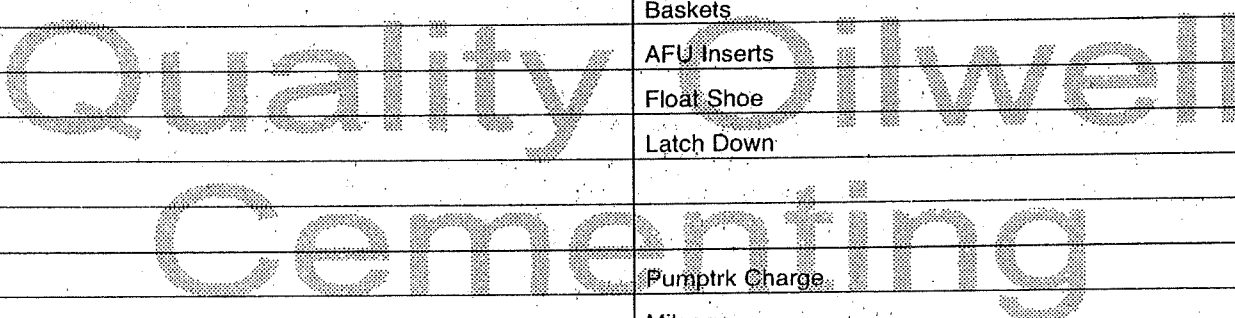 Baskets
AFU Inserts
Quality Oilwell
Float Shoe
Latch Down
Cementing
Pumptrk Charge